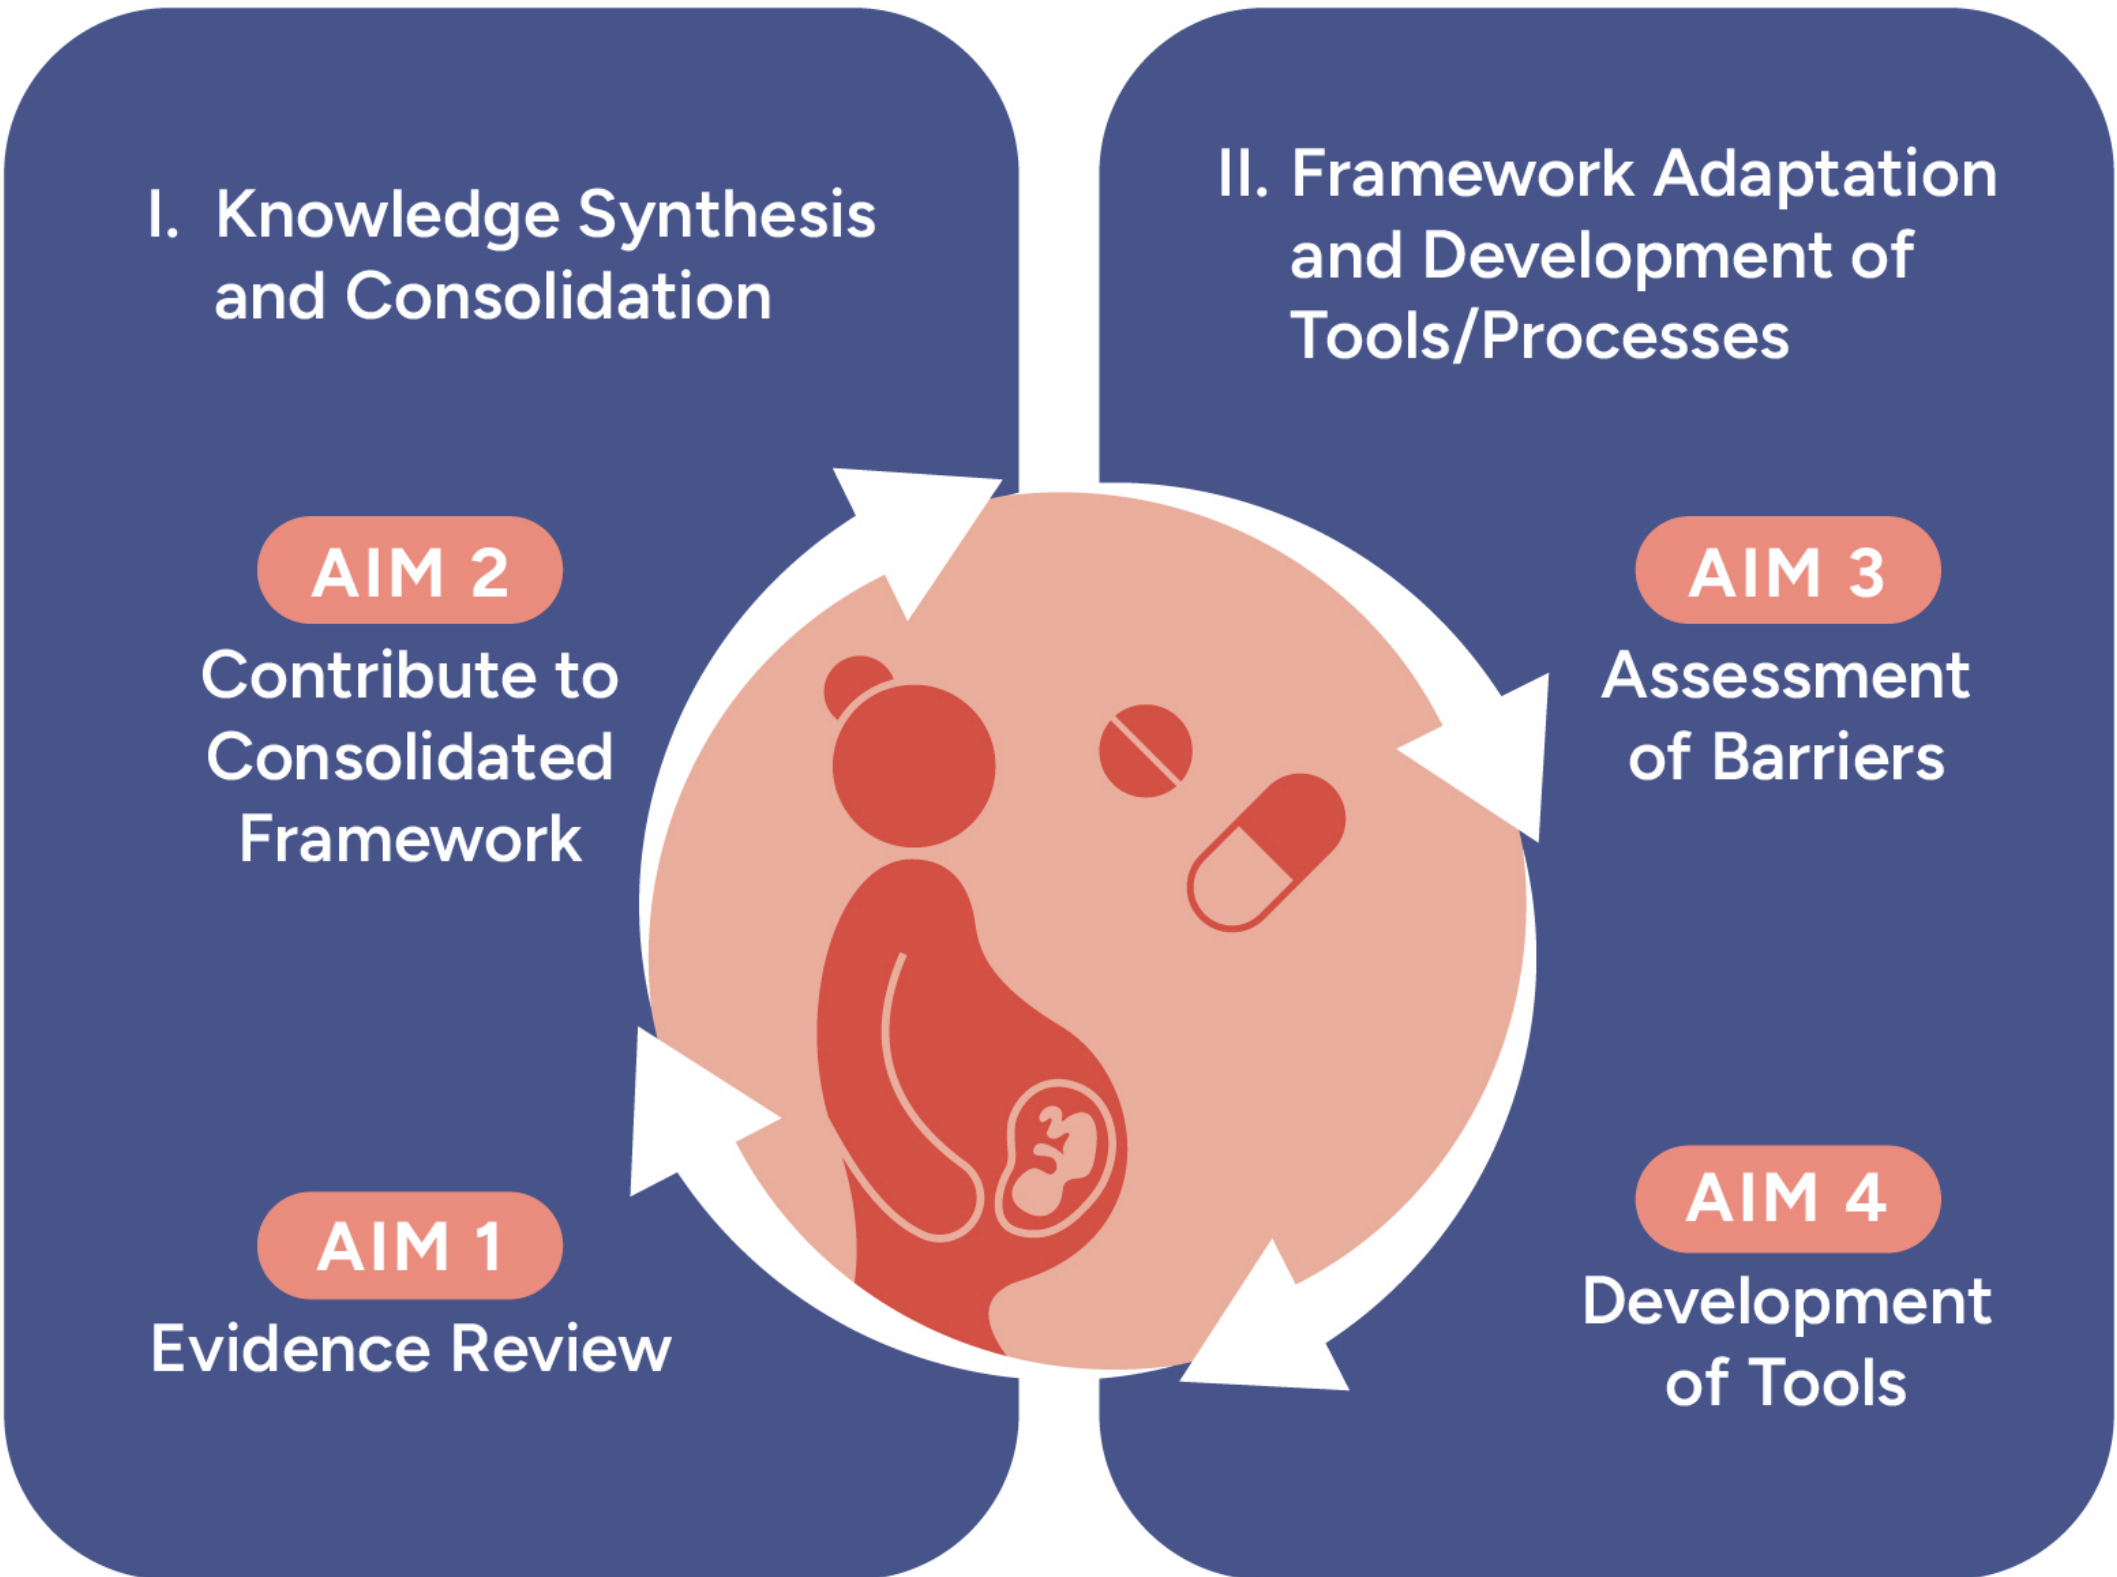 I. Knowledge Synthesis
and Consolidation
AIM 2
Contribute to
Consolidated
Framework
AIM 1
Evidence Review
II. Framework Adaptation
and Development of
Tools/Processes
AIM 3
Assessment
of Barriers
AIM 4
Development
of Tools